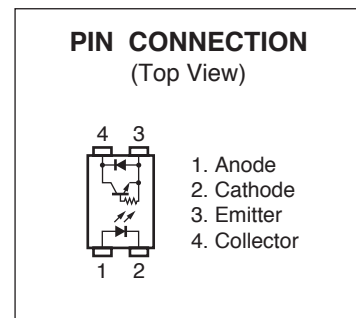 PIN CONNECTION
(Top View)
4 3
1. Anode
2. Cathode
3. Emitter
4. Collector
1 2